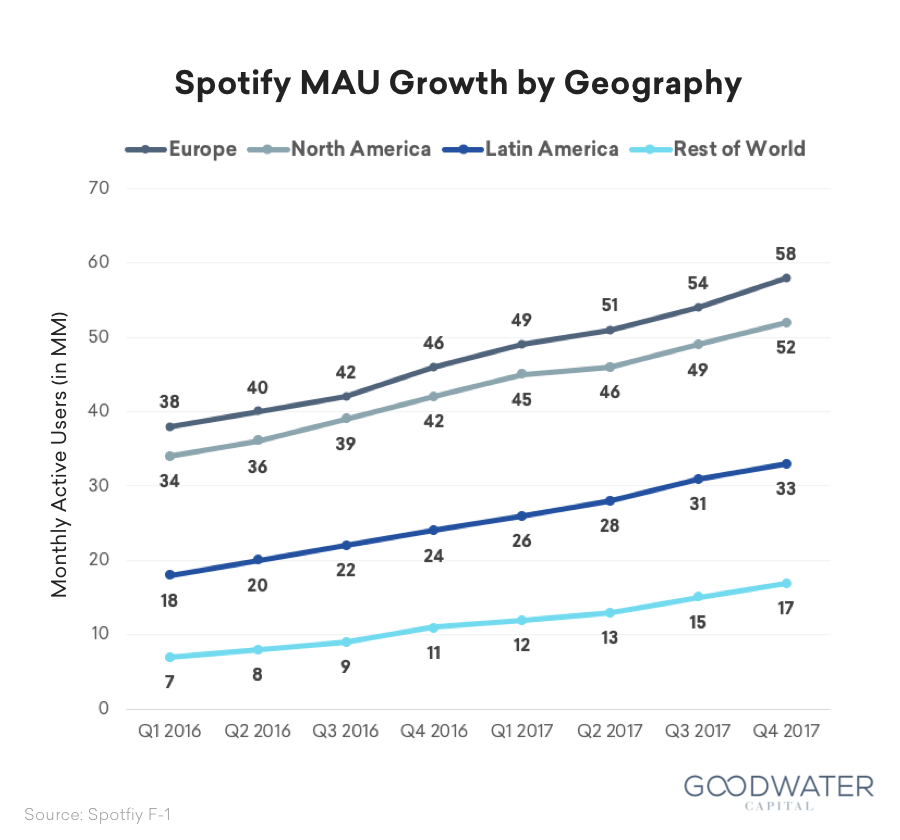 Spotify MAU Growth by Geography
Europe North America Latin America Rest of World
70
60
50
40
30
20
10
0
Monthly Active Users (in MM)
38 40 42 46 49 51 54 58
34 36 39 42 45 46 49 52
18 20 22 24 26 28 31 33
7 8 9 11 12 13 15 17
Q1 2016 Q2 2016 Q3 2016 Q4 2016 Q1 2017 Q2 2017 Q3 2017 Q4 2017
GOODWATER
CAPITAL
Source: Spotfiy F-1